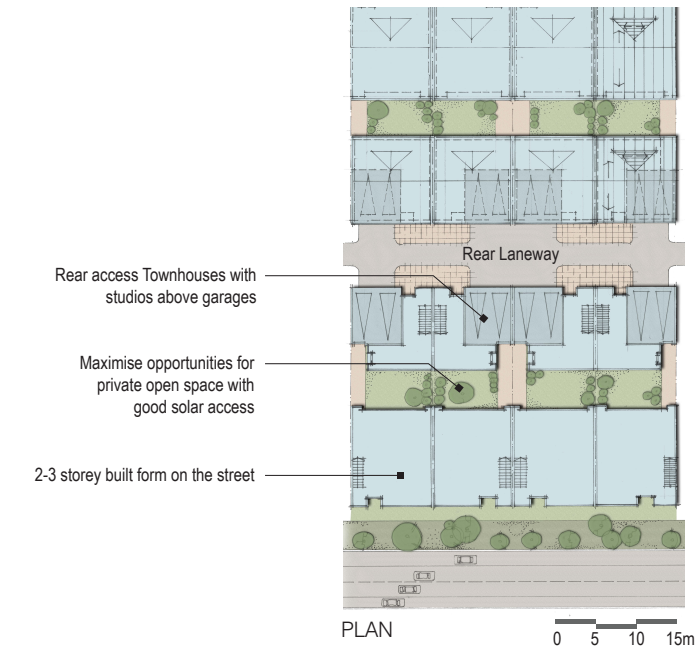 Rear Laneway
Rear access Townhouses with
studios above garages
Maximise opportunities for
private open space with
good solar access
2-3 storey built form on the street
PLAN
0 5 10 15m